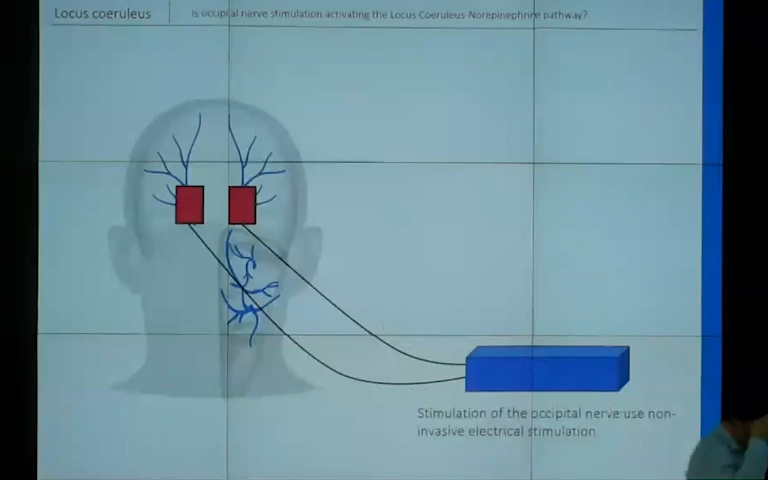 Locus coeruleus
Is occipital nerve stimulation activating the Locus Coeruleus-Norepinephrine pathway?
Stimulation of the occipital nerve use non-
invasive electrical stimulation